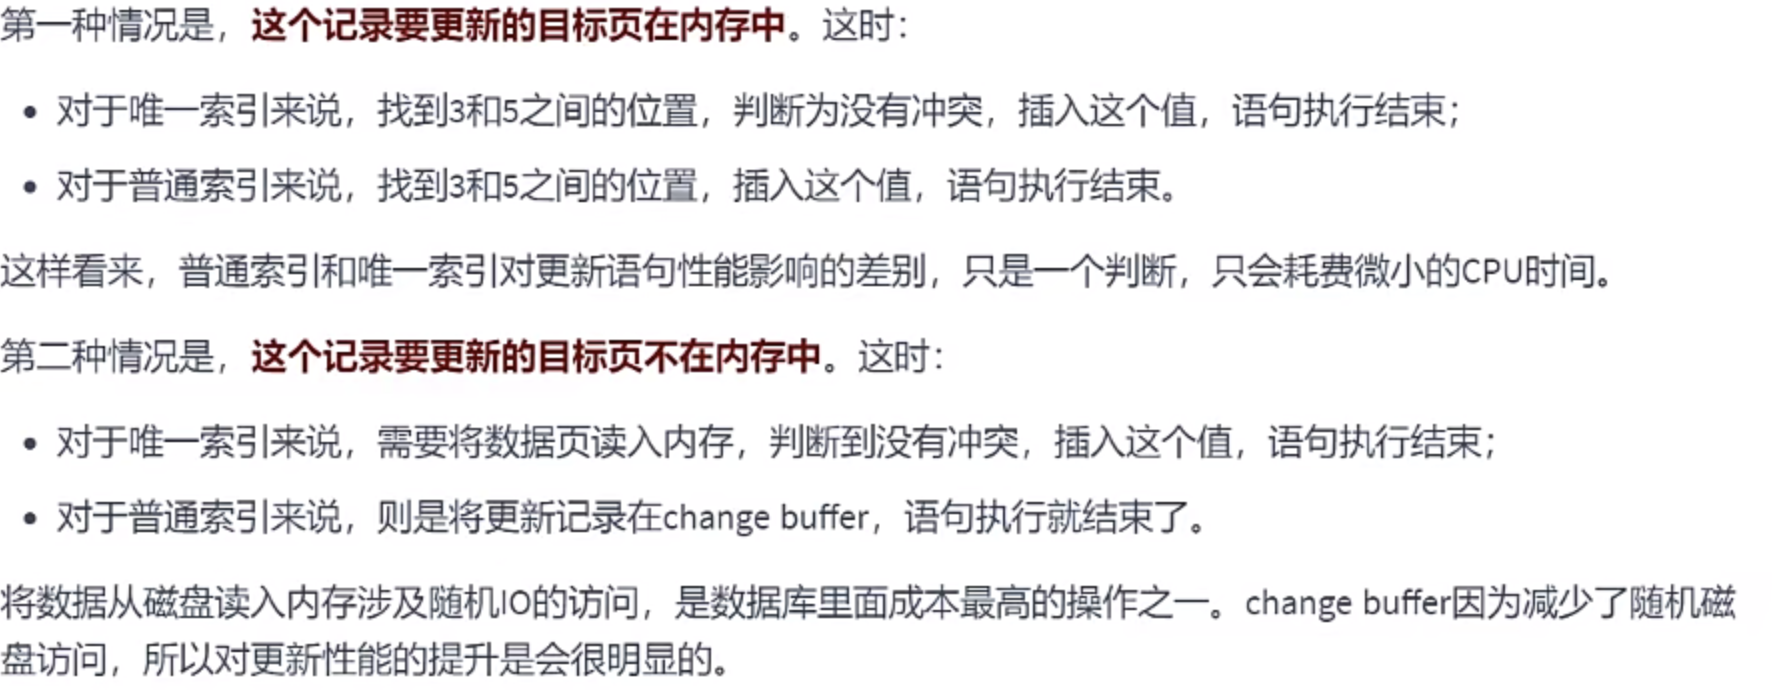 第一种情况是，这个记录要更新的目标页在内存中。这时：
• 对于唯一索引来说，找到3和5之间的位置，判断为没有冲突，插入这个值，语句执行结束；
• 对于普通索引来说，找到3和5之间的位置，插入这个值，语句执行结束。
这样看来，普通索引和唯一索引对更新语句性能影响的差别，只是一个判断，只会耗费微小的CPU时间。
第二种情况是，这个记录要更新的目标页不在内存中。这时：
• 对于唯一索引来说，需要将数据页读入内存，判断到没有冲突，插入这个值，语句执行结束；
• 对于普通索引来说，则是将更新记录在change buffer，语句执行就结束了。
将数据从磁盘读入内存涉及随机IO的访问，是数据库里面成本最高的操作之一。change buffer因为减少了随机磁
盘访问，所以对更新性能的提升是会很明显的。